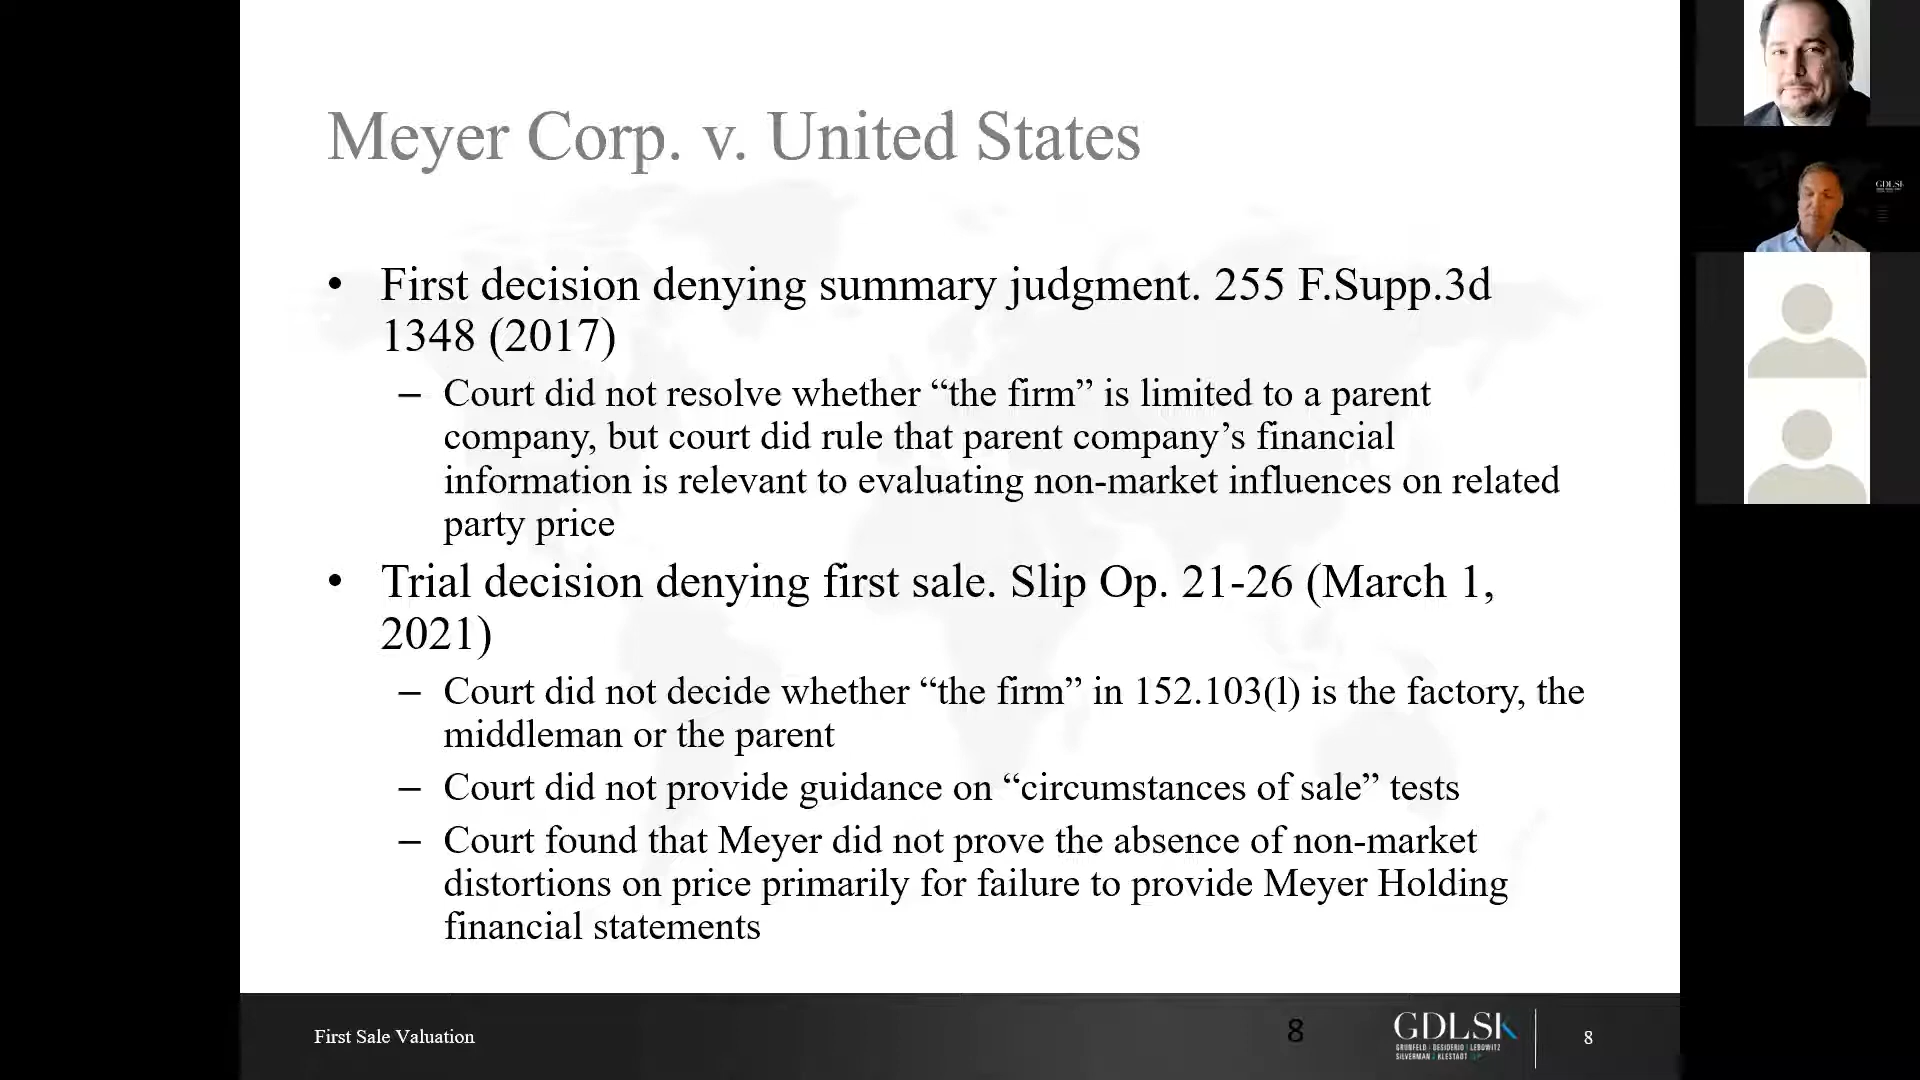 Meyer Corp. v. United States
• First decision denying summary judgment. 255 F.Supp.3d
1348 (2017)
– Court did not resolve whether “the firm” is limited to a parent
company, but court did rule that parent company’s financial
information is relevant to evaluating non-market influences on related
party price
• Trial decision denying first sale. Slip Op. 21-26 (March 1,
2021)
– Court did not decide whether “the firm” in 152.103(l) is the factory, the
middleman or the parent
– Court did not provide guidance on “circumstances of sale” tests
– Court found that Meyer did not prove the absence of non-market
distortions on price primarily for failure to provide Meyer Holding
financial statements
First Sale Valuation
8
GDLSK
GRUNFELD | DESIDERIO | LEBOWITZ
SILVERMAN | KLESTADT LLP
8
GDLSK